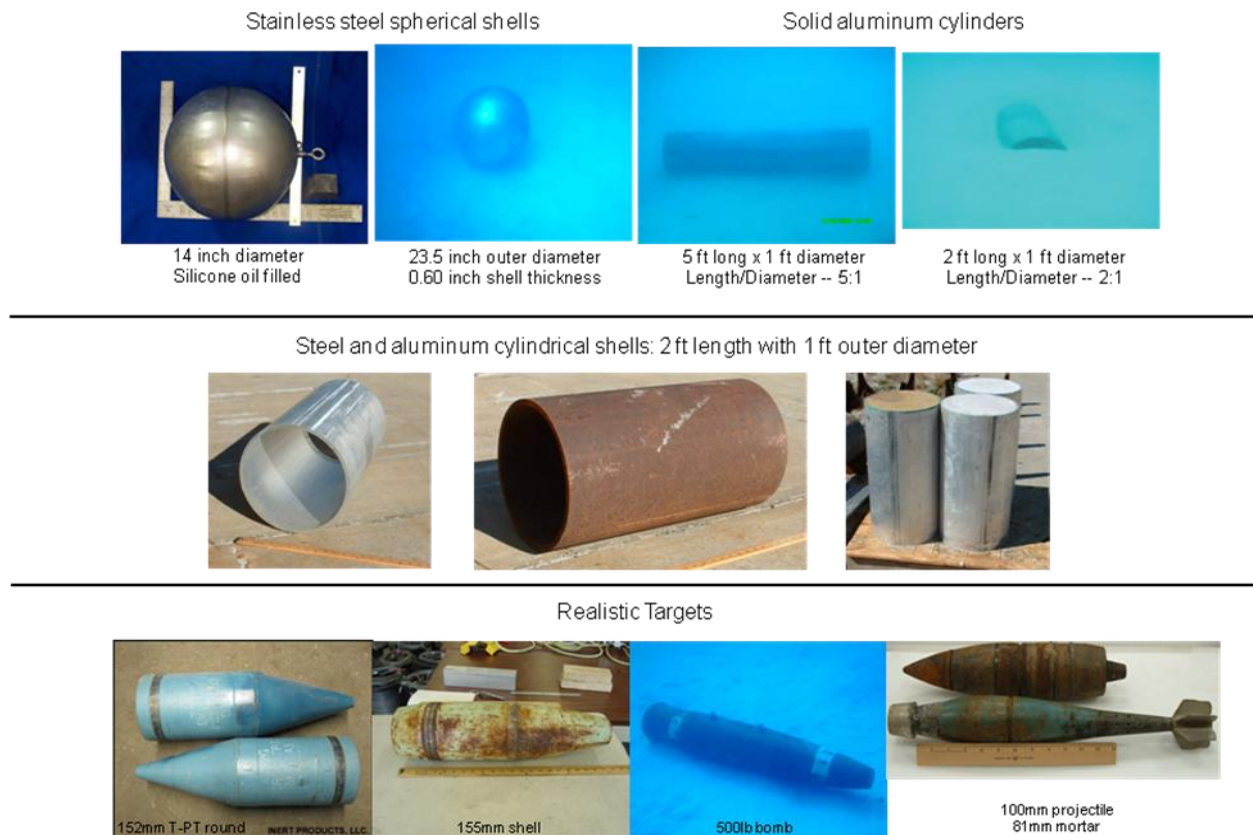 Stainless steel spherical shells
Solid aluminum cylinders
14 inch diameter
Silicone oil filled
23.5 inch outer diameter
0.60 inch shell thickness
5 ft long x 1 ft diameter
Length/Diameter -- 5:1
2 ft long x 1 ft diameter
Length/Diameter -- 2:1
Steel and aluminum cylindrical shells: 2 ft length with 1 ft outer diameter
Realistic Targets
152mm T-PT round
INERT PRODUCTS, LLC.
155mm shell
500lb bomb
100mm projectile
81mm mortar